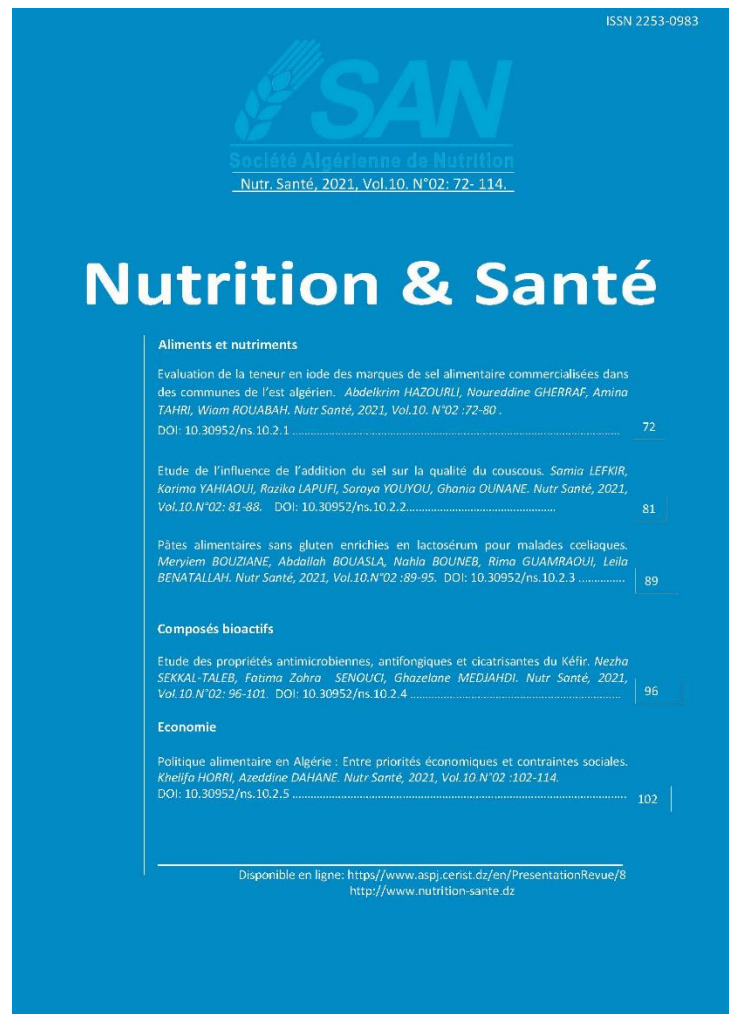 ISSN 2253-0983
SAN
Société Algérienne de Nutrition
Nutr. Santé, 2021, Vol.10. N°02: 72- 114.
Nutrition & Santé
Aliments et nutriments
Evaluation de la teneur en iode des marques de sel alimentaire commercialisées dans
des communes de l'est algérien. Abdelkrim HAZOURLI, Noureddine GHERRAF, Amina
TAHRI, Wiam ROUABAH. Nutr Santé, 2021, Vol.10. N°02 :72-80 .
DOI: 10.30952/ns.10.2.1 ........................................ 72
Etude de l'influence de l'addition du sel sur la qualité du couscous. Samia LEFKIR,
Karima YAHIAOUI, Razika LAPUFI, Soraya YOUYOU, Ghania OUNANE. Nutr Santé, 2021,
Vol.10.N°02: 81-88. DOI: 10.30952/ns.10.2.2........................................ 81
Pâtes alimentaires sans gluten enrichies en lactosérum pour malades cœliaques.
Meryiem BOUZIANE, Abdallah BOUASLA, Nahla BOUNEB, Rima GUAMRAOUI, Leila
BENATALLAH. Nutr Santé, 2021, Vol.10.N°02 :89-95. DOI: 10.30952/ns.10.2.3 ............... 89
Composés bioactifs
Etude des propriétés antimicrobiennes, antifongiques et cicatrisantes du Kéfir. Nezha
SEKKAL-TALEB, Fatima Zohra SENOUCI, Ghazelane MEDJAHDI. Nutr Santé, 2021,
Vol.10.N°02: 96-101. DOI: 10.30952/ns.10.2.4 ........................................ 96
Economie
Politique alimentaire en Algérie : Entre priorités économiques et contraintes sociales.
Khelifa HORRI, Azeddine DAHANE. Nutr Santé, 2021, Vol.10.N°02 :102-114.
DOI: 10.30952/ns.10.2.5 ........................................ 102
Disponible en ligne: https//www.aspj.cerist.dz/en/PresentationRevue/8
http://www.nutrition-sante.dz